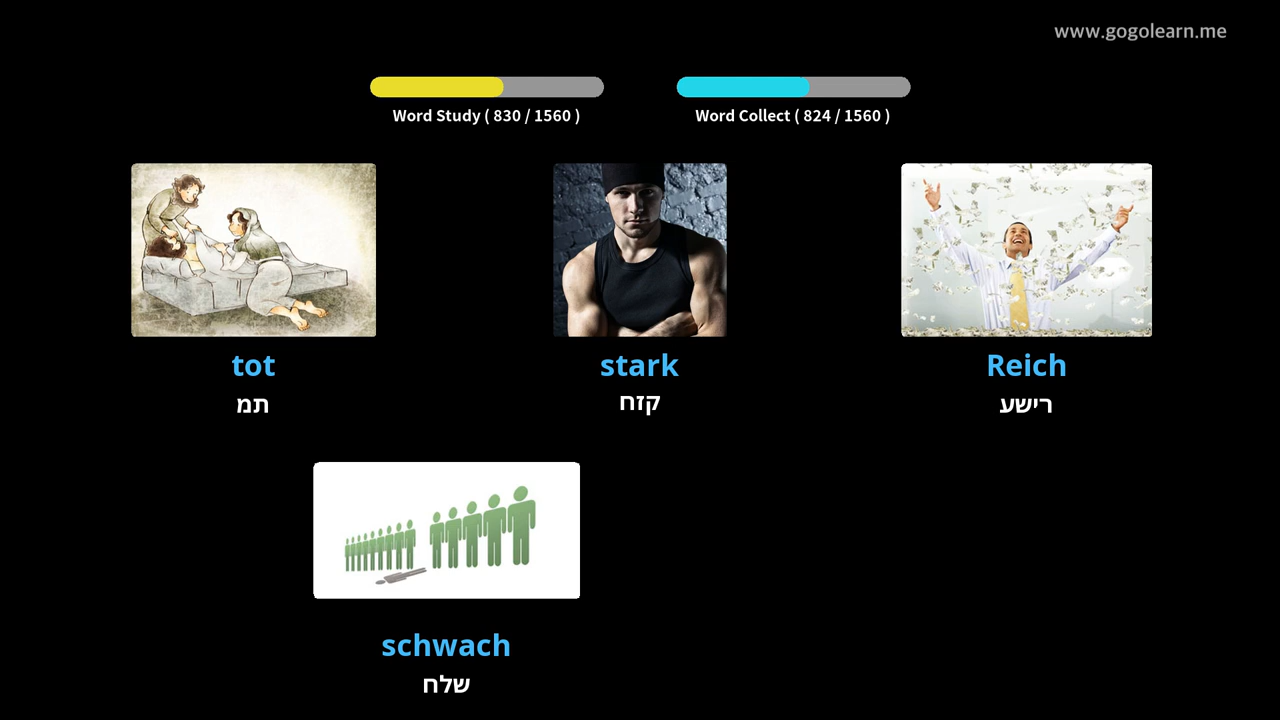 www.gogolearn.me
Word Study ( 830 / 1560 )
Word Collect ( 824 / 1560 )
tot
תמ
stark
קזח
Reich
רישע
schwach
שלח